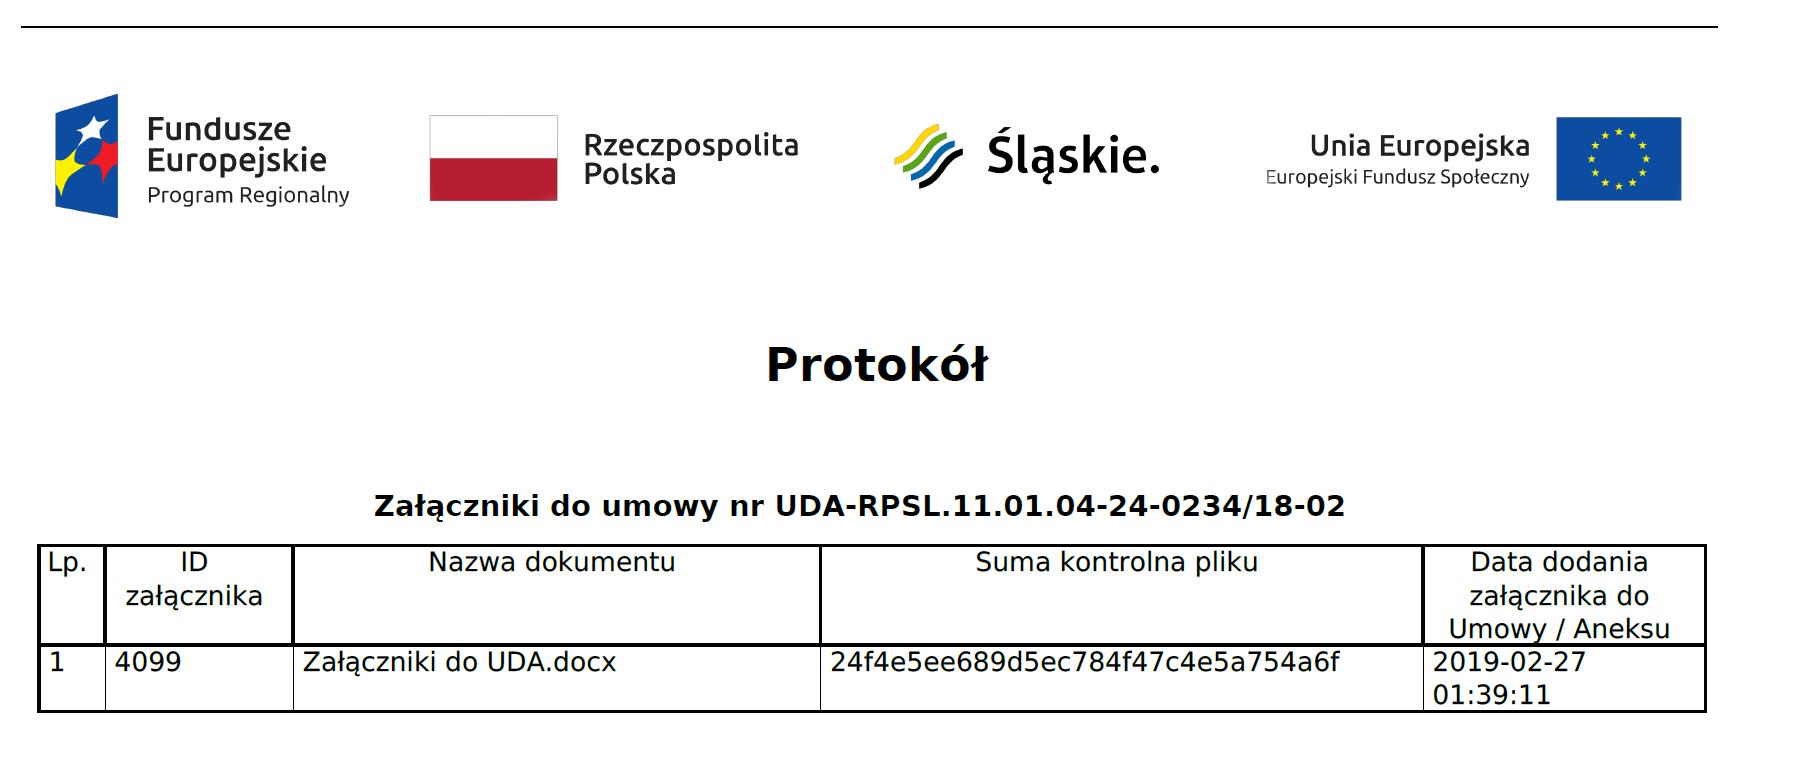 Fundusze
Europejskie
Program Regionalny
Rzeczpospolita
Polska
Śląskie.
Unia Europejska
Europejski Fundusz Społeczny
Protokół
Załączniki do umowy nr UDA-RPSL.11.01.04-24-0234/18-02
Lp.
ID
załącznika
Nazwa dokumentu
Suma kontrolna pliku
Data dodania
załącznika do
Umowy / Aneksu
1
4099
Załączniki do UDA.docx
24f4e5ee689d5ec784f47c4e5a754a6f
2019-02-27
01:39:11